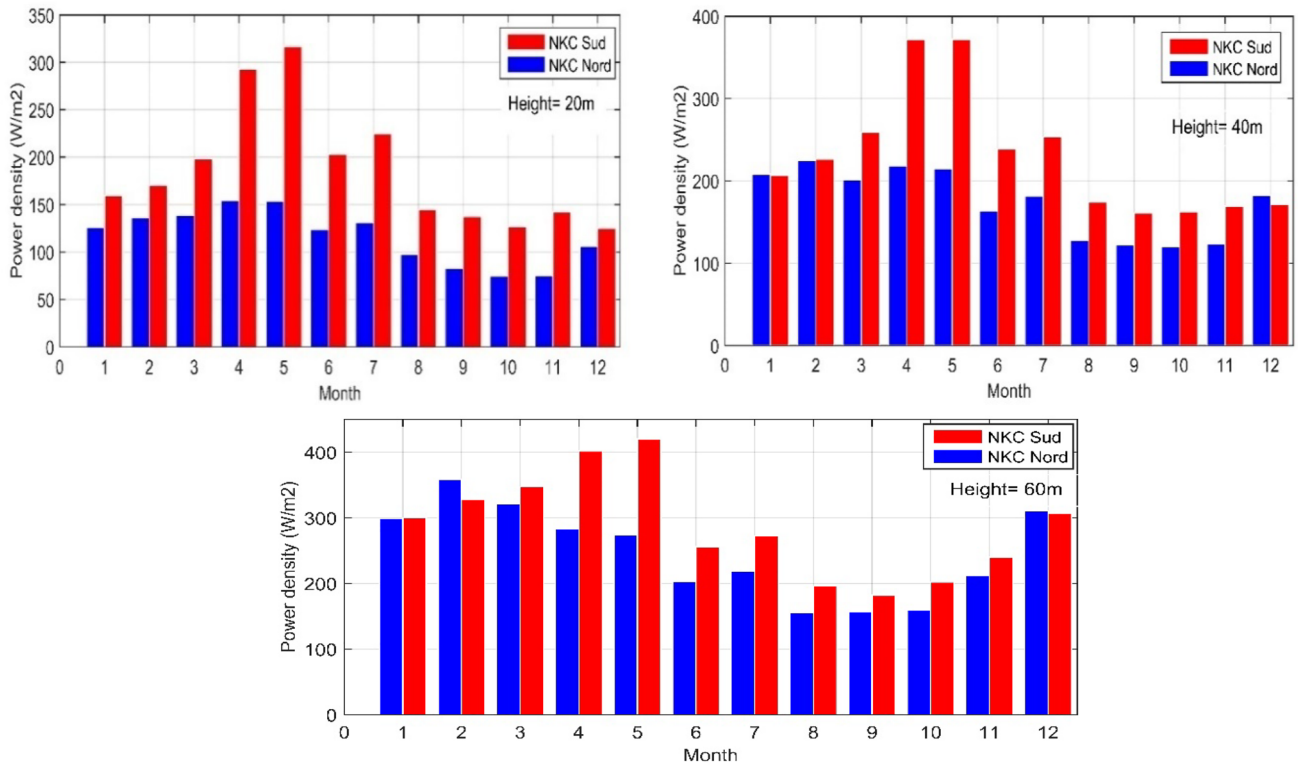 350
300
250
200
150
100
50
0
Power density (W/m2)
NKC Sud
NKC Nord
Height= 20m
0 1 2 3 4 5 6 7 8 9 10 11 12
Month
400
300
200
100
0
Power density (W/m2)
NKC Sud
NKC Nord
Height= 40m
0 1 2 3 4 5 6 7 8 9 10 11 12
Month
400
300
200
100
0
Power density (W/m2)
NKC Sud
NKC Nord
Height= 60m
0 1 2 3 4 5 6 7 8 9 10 11 12
Month